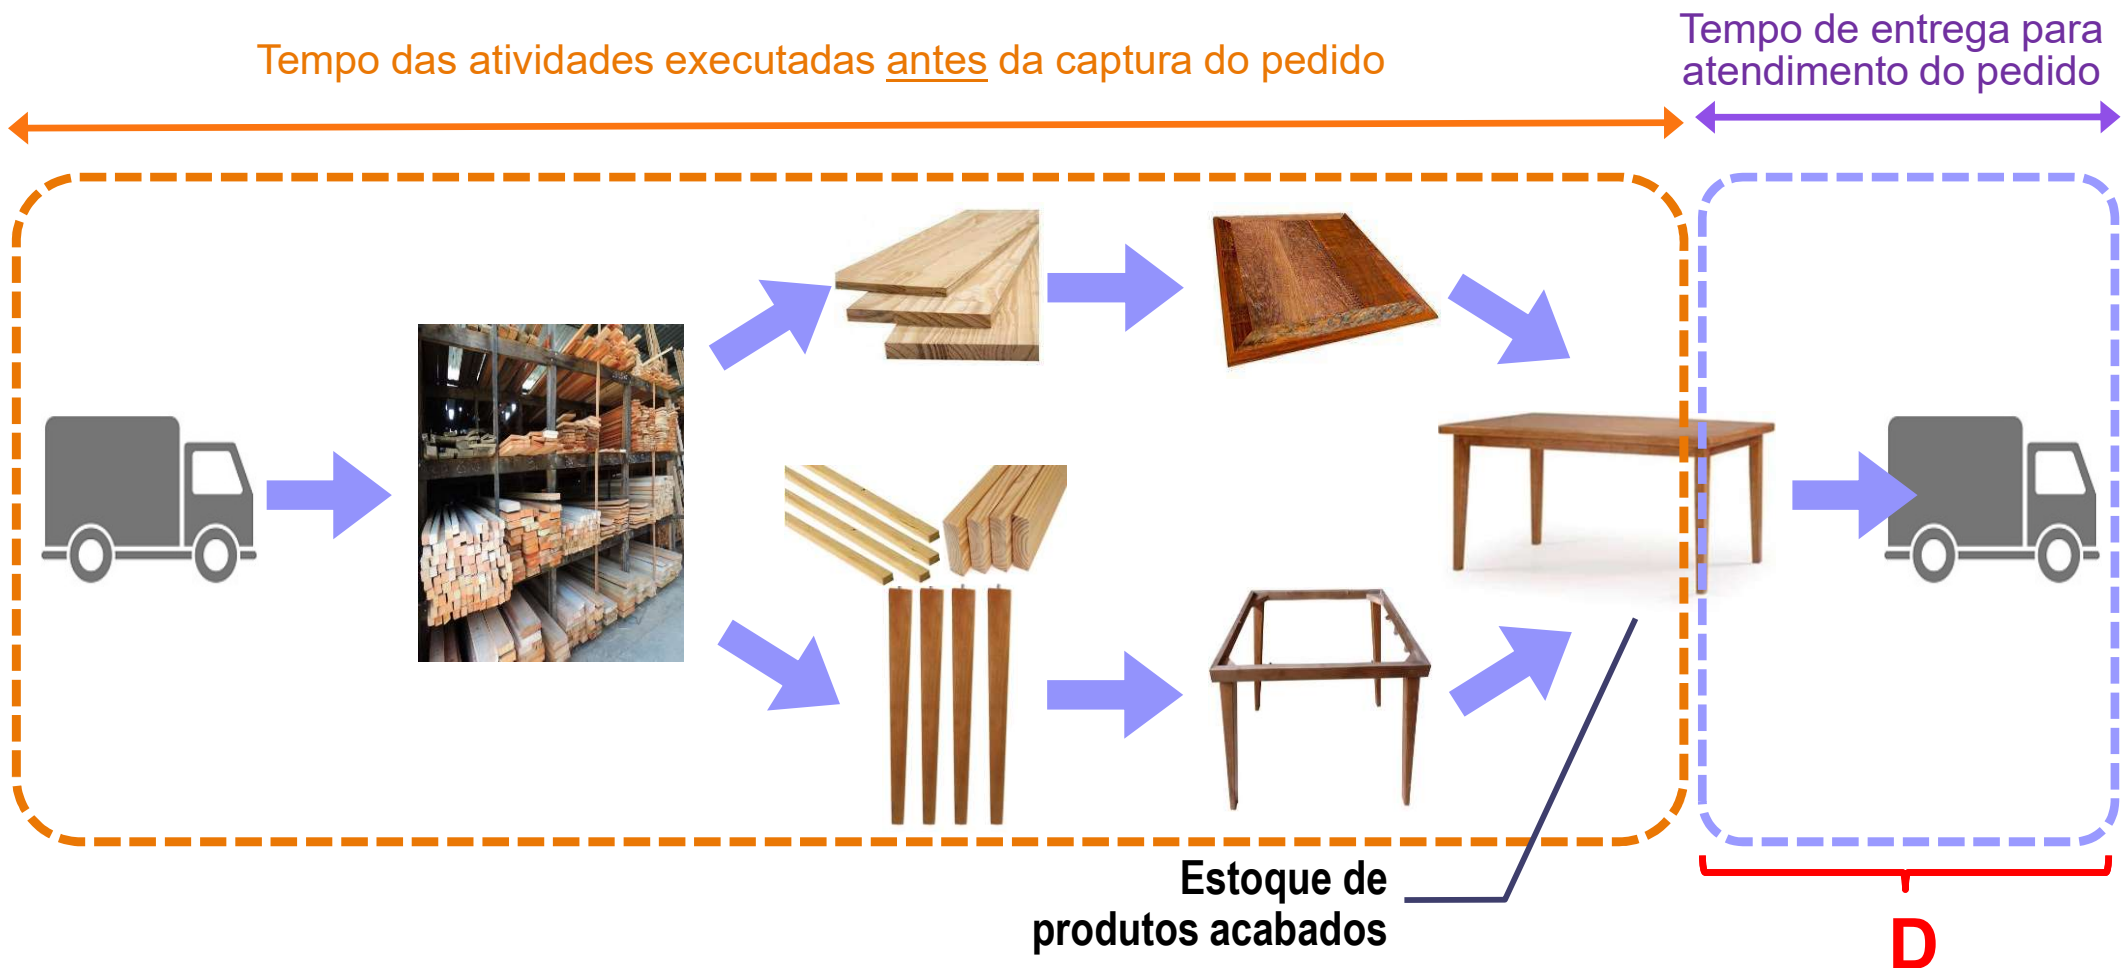 Tempo das atividades executadas antes da captura do pedido
Tempo de entrega para
atendimento do pedido
Estoque de
produtos acabados
D